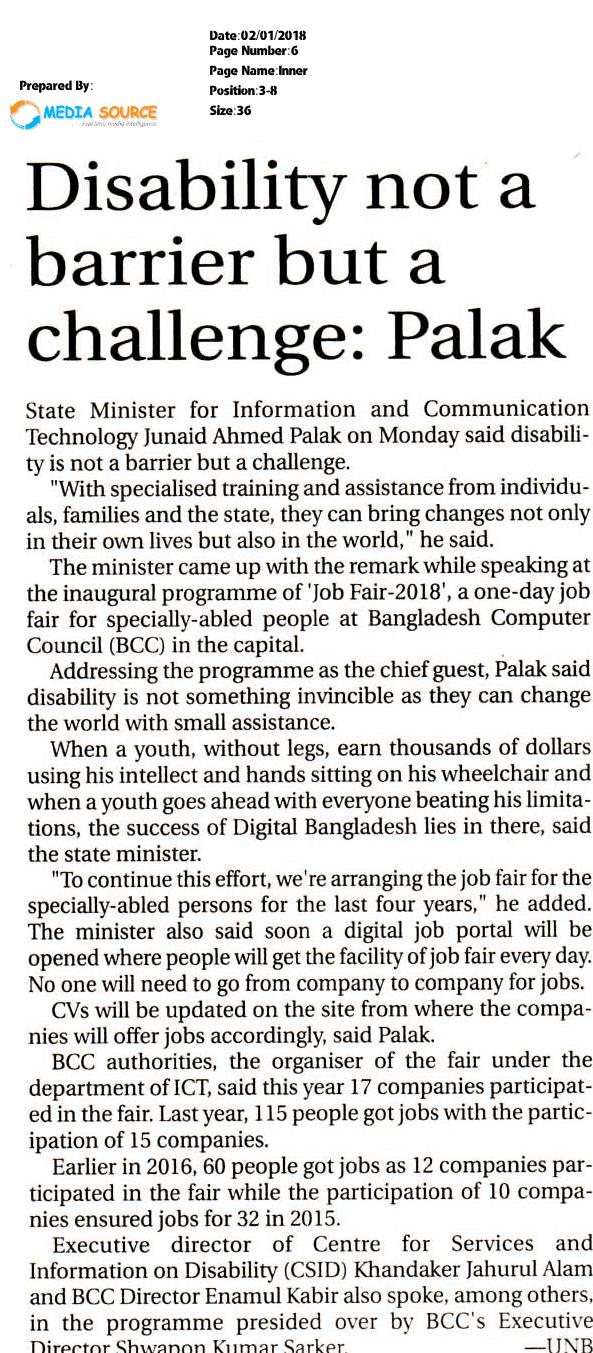 Date:02/01/2018
Page Number:6
Page Name:Inner
Position:3-8
Size:36
Prepared By:
MEDIA SOURCE
real time media intelligence
Disability not a
barrier but a
challenge: Palak
State Minister for Information and Communication
Technology Junaid Ahmed Palak on Monday said disabili-
ty is not a barrier but a challenge.
"With specialised training and assistance from individu-
als, families and the state, they can bring changes not only
in their own lives but also in the world," he said.
The minister came up with the remark while speaking at
the inaugural programme of 'Job Fair-2018', a one-day job
fair for specially-abled people at Bangladesh Computer
Council (BCC) in the capital.
Addressing the programme as the chief guest, Palak said
disability is not something invincible as they can change
the world with small assistance.
When a youth, without legs, earn thousands of dollars
using his intellect and hands sitting on his wheelchair and
when a youth goes ahead with everyone beating his limita-
tions, the success of Digital Bangladesh lies in there, said
the state minister.
"To continue this effort, we're arranging the job fair for the
specially-abled persons for the last four years," he added.
The minister also said soon a digital job portal will be
opened where people will get the facility of job fair every day.
No one will need to go from company to company for jobs.
CVs will be updated on the site from where the compa-
nies will offer jobs accordingly, said Palak.
BCC authorities, the organiser of the fair under the
department of ICT, said this year 17 companies participat-
ed in the fair. Last year, 115 people got jobs with the partic-
ipation of 15 companies.
Earlier in 2016, 60 people got jobs as 12 companies par-
ticipated in the fair while the participation of 10 compa-
nies ensured jobs for 32 in 2015.
Executive director of Centre for Services and
Information on Disability (CSID) Khandaker Jahurul Alam
and BCC Director Enamul Kabir also spoke, among others,
in the programme presided over by BCC's Executive
Director Shwapon Kumar Sarker. —UNB